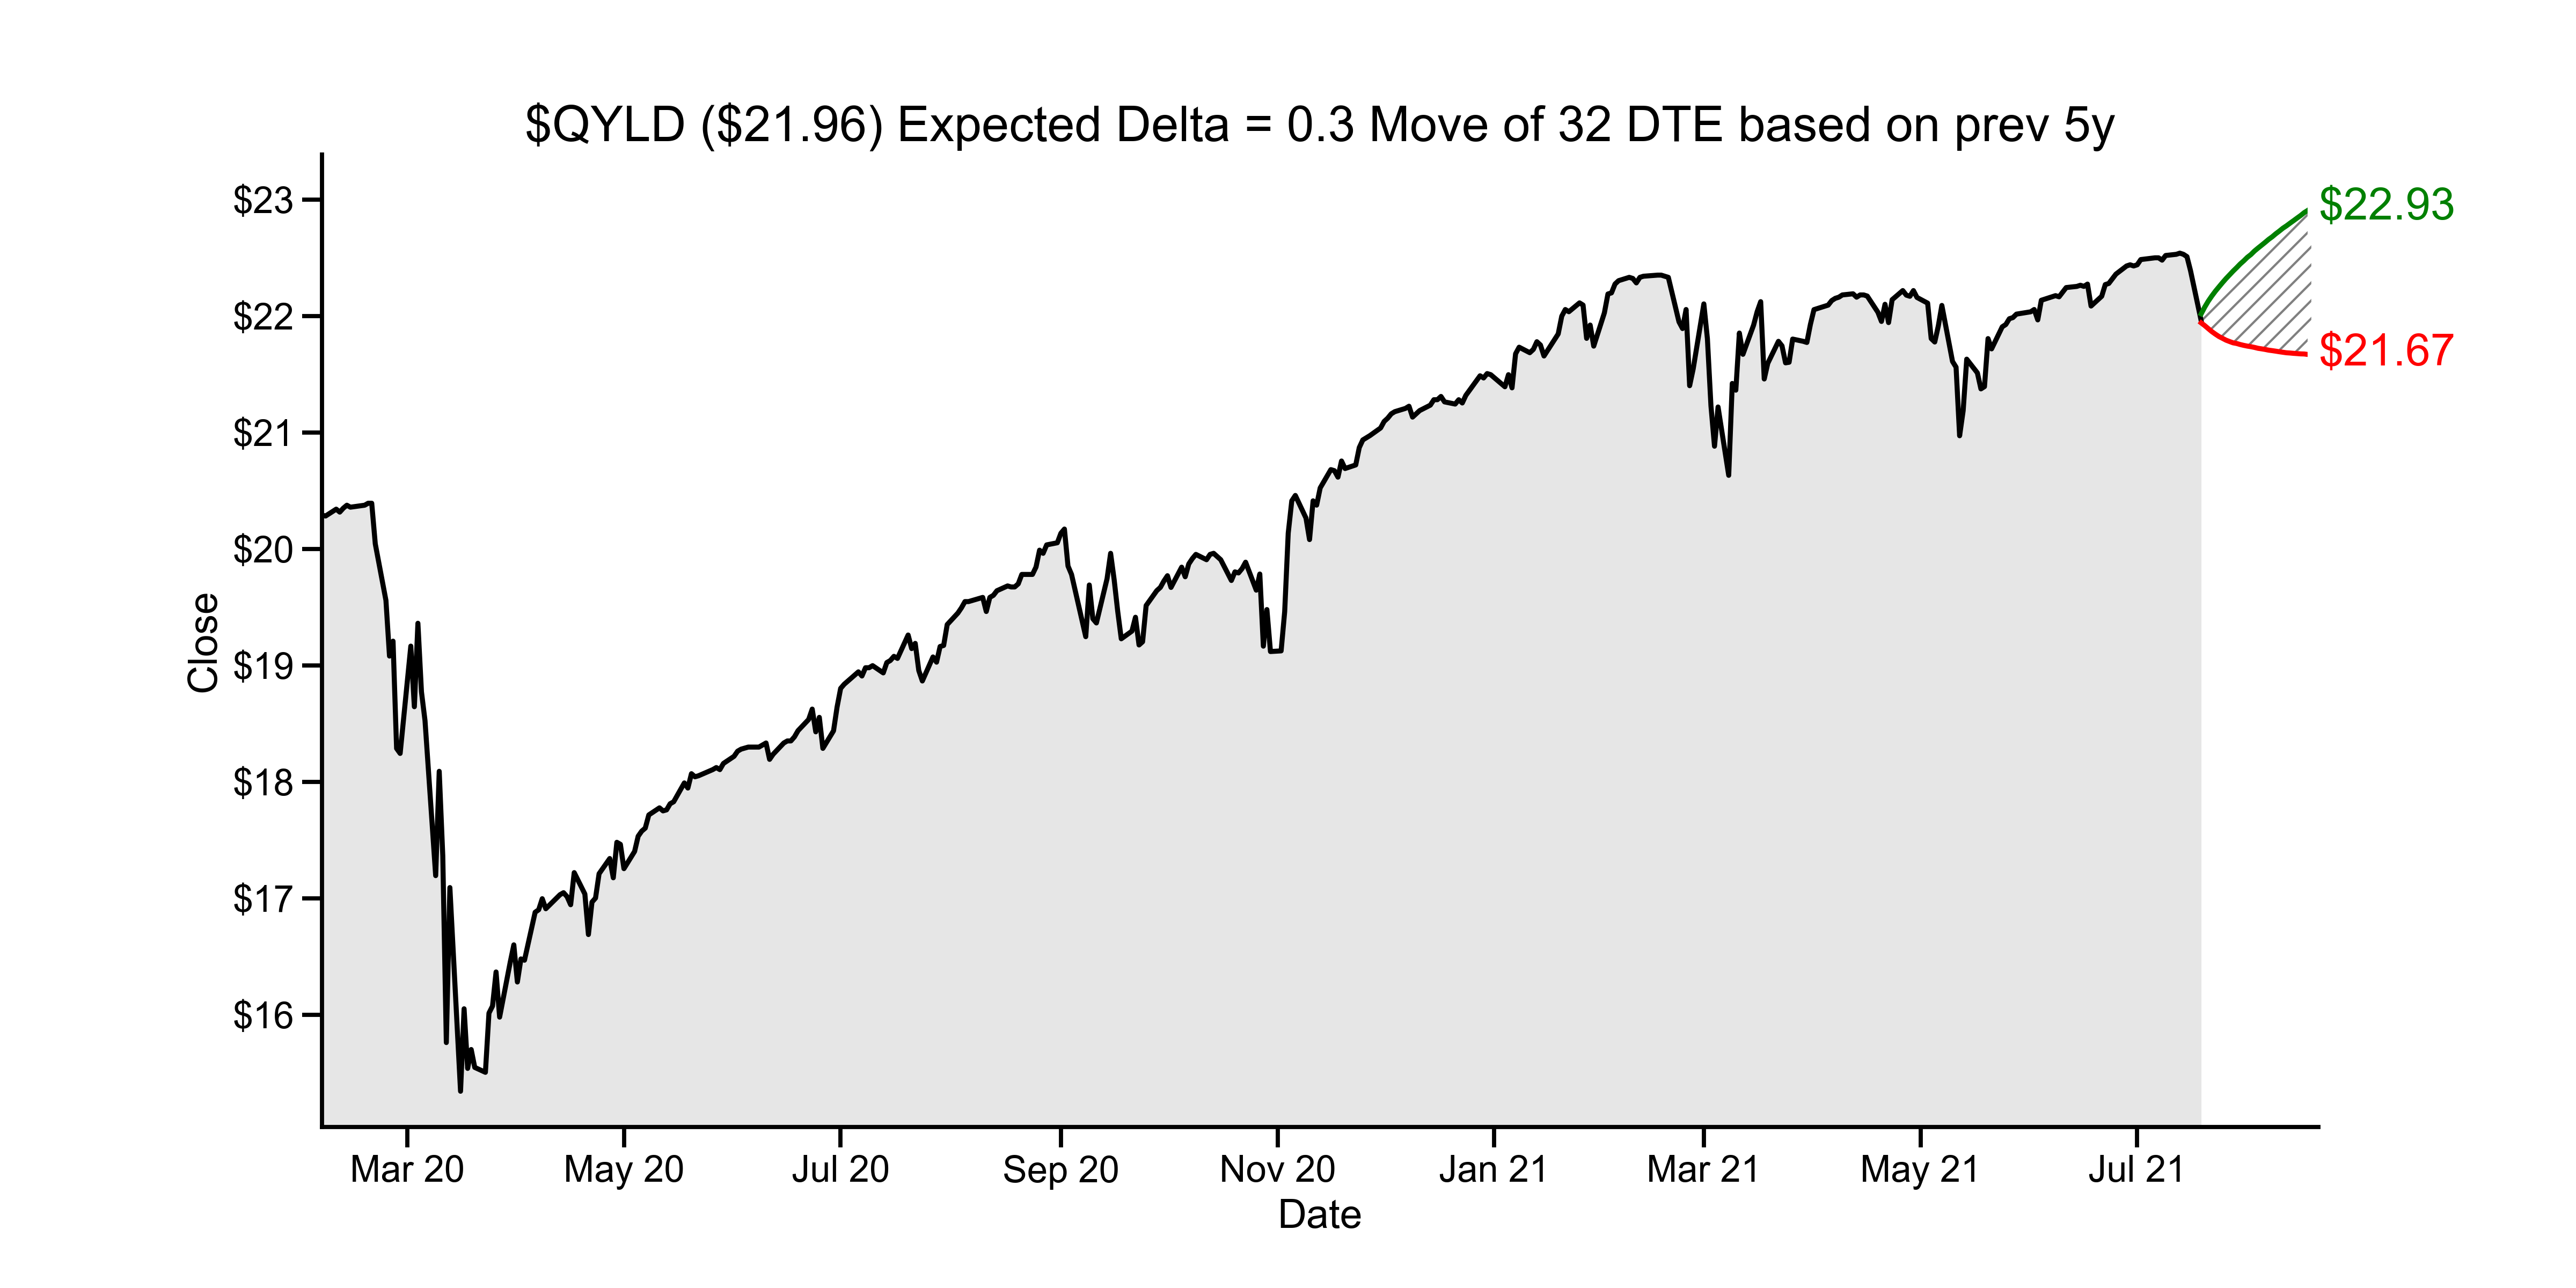 $QYLD ($21.96) Expected Delta = 0.3 Move of 32 DTE based on prev 5y
$23
$22
$21
$20
$19
$18
$17
$16
Close
$22.93
$21.67
Mar 20
May 20
Jul 20
Sep 20
Nov 20
Jan 21
Mar 21
May 21
Jul 21
Date